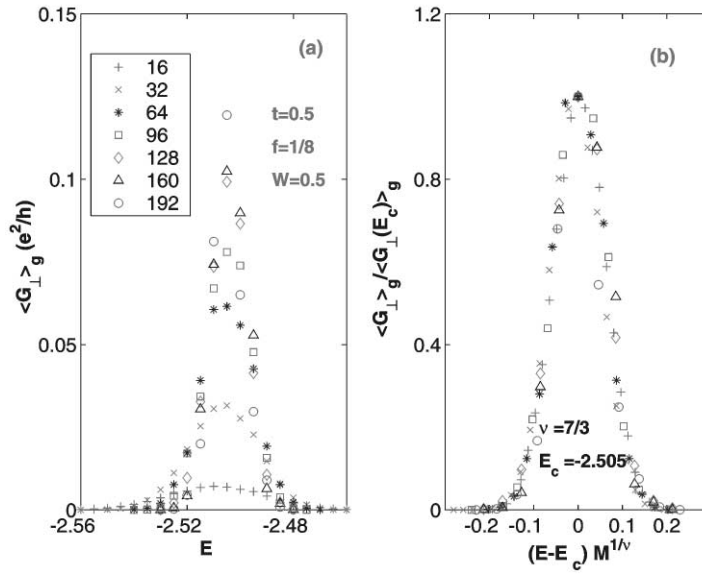 0.15
0.1
0.05
0
<G⊥>g (e²/h)
(a)
16
32
64
96
128
160
192
t=0.5
f=1/8
W=0.5
-2.56
-2.52
-2.48
E
1.2
0.8
0.4
0
<G⊥>g/<G⊥(Ec)>g
(b)
ν =7/3
Ec=-2.505
-0.2
-0.1
0
0.1
0.2
(E-Ec) M^1/ν